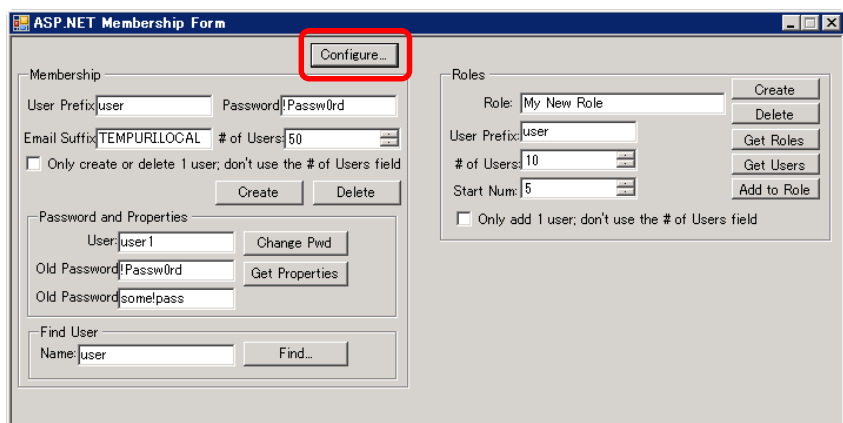 ASP.NET Membership Form
Configure...
Membership
User Prefix: user Password: !Passw0rd
Email Suffix: TEMPURI.LOCAL # of Users: 50
Only create or delete 1 user; don't use the # of Users field
Create Delete
Password and Properties
User: user1 Change Pwd
Old Password: !Passw0rd Get Properties
Old Password: some!pass
Find User
Name: user Find...
Roles
Role: My New Role Create
Delete
User Prefix: user Get Roles
# of Users: 10 Get Users
Start Num: 5 Add to Role
Only add 1 user; don't use the # of Users field